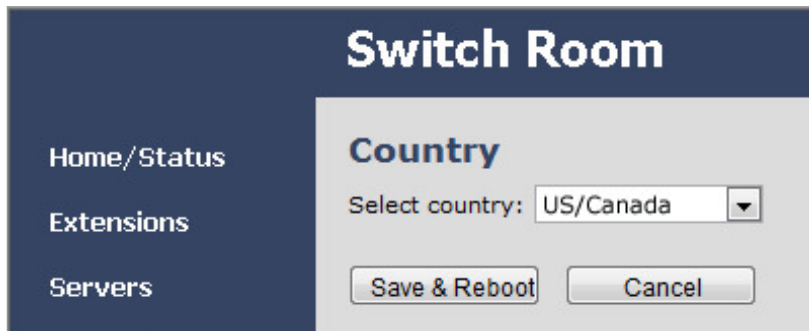 Switch Room
Home/Status
Extensions
Servers
Country
Select country: US/Canada
Save & Reboot Cancel